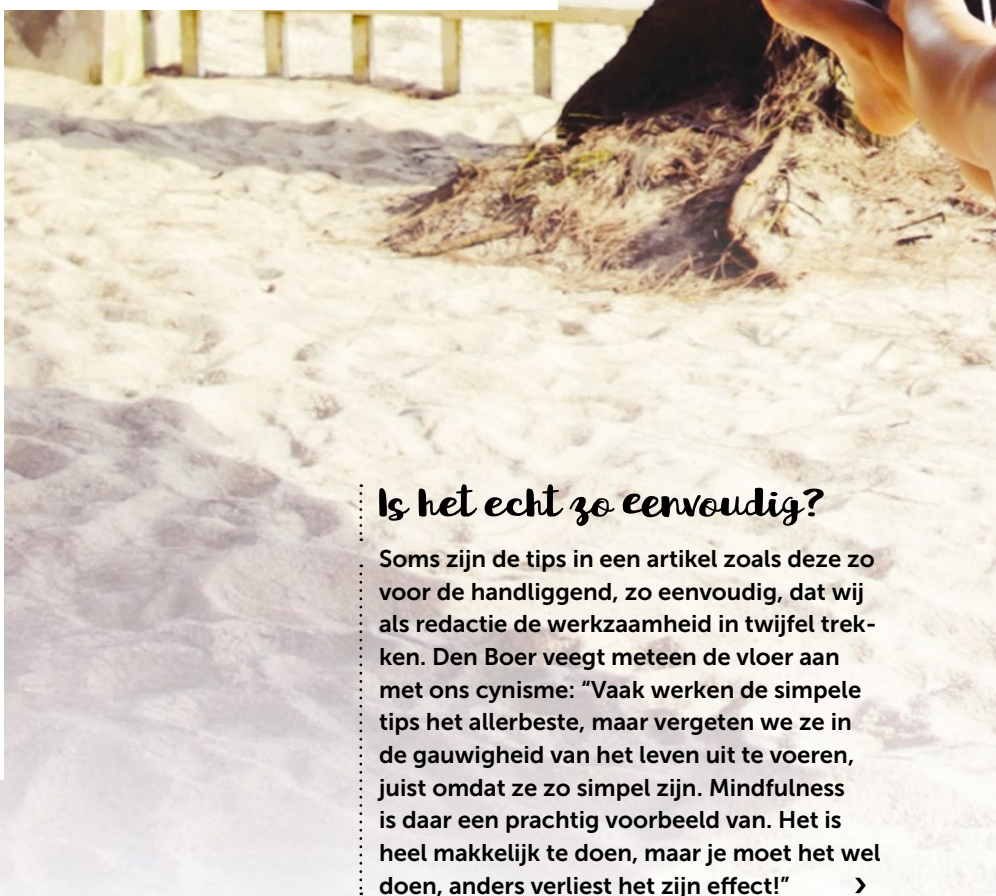 Is het echt zo eenvoudig?
Soms zijn de tips in een artikel zoals deze zo
voor de handliggend, zo eenvoudig, dat wij
als redactie de werkzaamheid in twijfel trek-
ken. Den Boer veegt meteen de vloer aan
met ons cynisme: “Vaak werken de simpele
tips het allerbeste, maar vergeten we ze in
de gauwigheid van het leven uit te voeren,
juist omdat ze zo simpel zijn. Mindfulness
is daar een prachtig voorbeeld van. Het is
heel makkelijk te doen, maar je moet het wel
doen, anders verliest het zijn effect!” ›